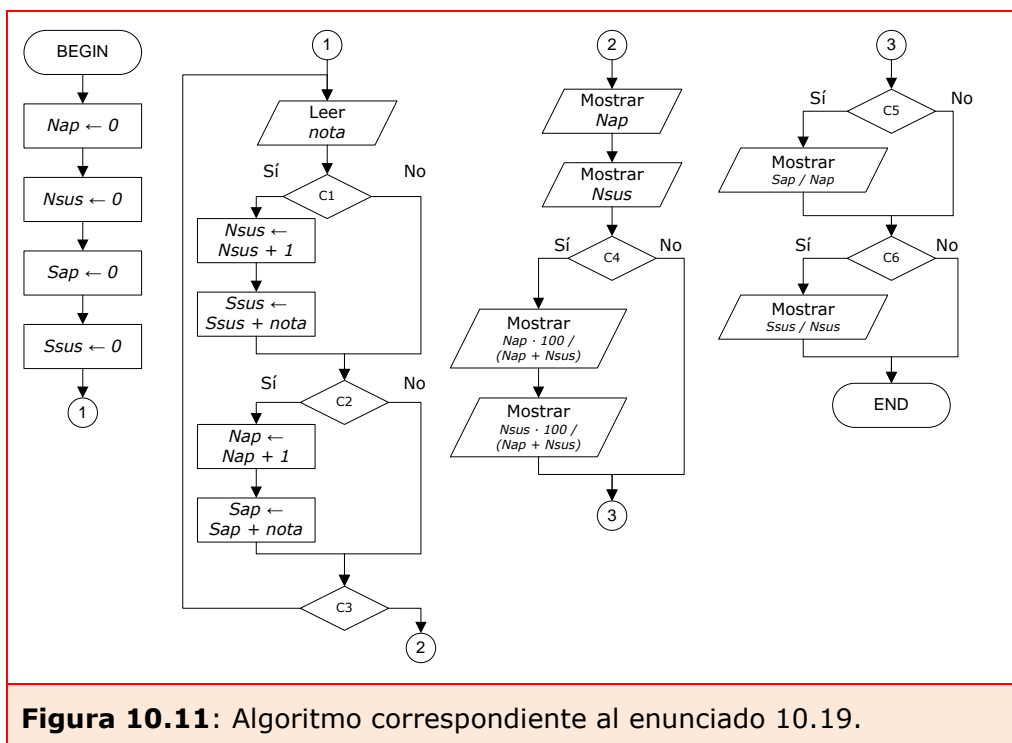 BEGIN
Nap ← 0
Nsus ← 0
Sap ← 0
Ssus ← 0
1
1
Leer
nota
Sí
No
C1
Nsus ←
Nsus + 1
Ssus ←
Ssus + nota
Sí
No
C2
Nap ←
Nap + 1
Sap ←
Sap + nota
C3
2
2
Mostrar
Nap
Mostrar
Nsus
Sí
No
C4
Mostrar
Nap · 100 /
(Nap + Nsus)
Mostrar
Nsus · 100 /
(Nap + Nsus)
3
3
Sí
No
C5
Mostrar
Sap / Nap
Sí
No
C6
Mostrar
Ssus / Nsus
END
Figura 10.11: Algoritmo correspondiente al enunciado 10.19.